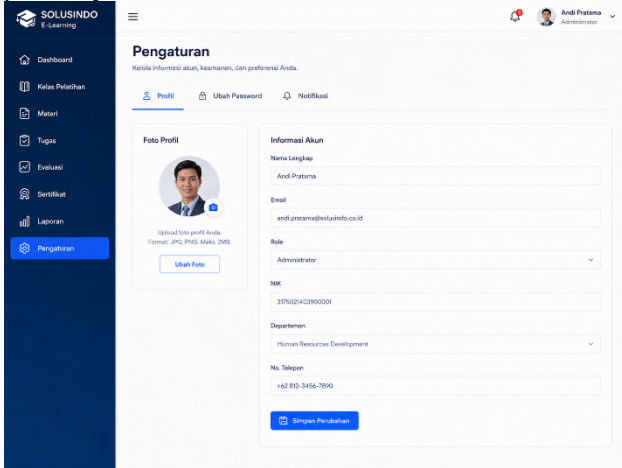 SOLUSINDO
E-Learning
Dashboard
Kelas Pelatihan
Materi
Tugas
Evaluasi
Sertifikat
Laporan
Pengaturan
Andi Pratama
Administrator
Pengaturan
Kelola informasi akun, keamanan, dan preferensi Anda.
Profil
Ubah Password
Notifikasi
Foto Profil
Upload foto profil Anda.
Format: JPG, PNG. Maks. 2MB.
Ubah Foto
Informasi Akun
Nama Lengkap
Andi Pratama
Email
andi.pratama@solusindo.co.id
Role
Administrator
NIK
3175021403900001
Departemen
Human Resources Development
No. Telepon
+62 812-3456-7890
Simpan Perubahan